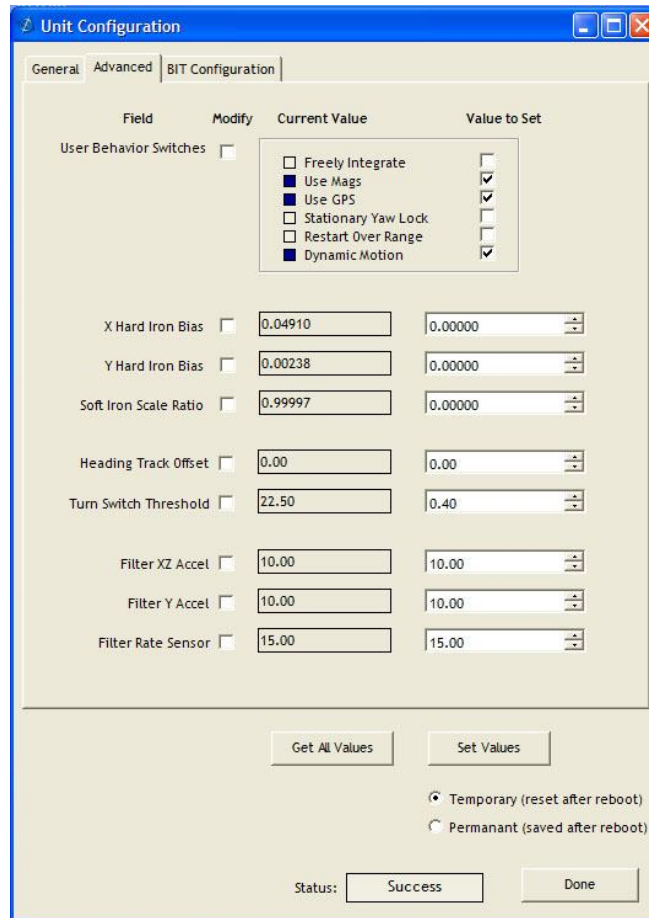 Unit Configuration
General Advanced BIT Configuration
Field Modify Current Value Value to Set
User Behavior Switches
Freely Integrate
Use Mags
Use GPS
Stationary Yaw Lock
Restart Over Range
Dynamic Motion
X Hard Iron Bias 0.04910 0.00000
Y Hard Iron Bias 0.00238 0.00000
Soft Iron Scale Ratio 0.99997 0.00000
Heading Track Offset 0.00 0.00
Turn Switch Threshold 22.50 0.40
Filter XZ Accel 10.00 10.00
Filter Y Accel 10.00 10.00
Filter Rate Sensor 15.00 15.00
Get All Values Set Values
Temporary (reset after reboot)
Permanant (saved after reboot)
Status: Success Done